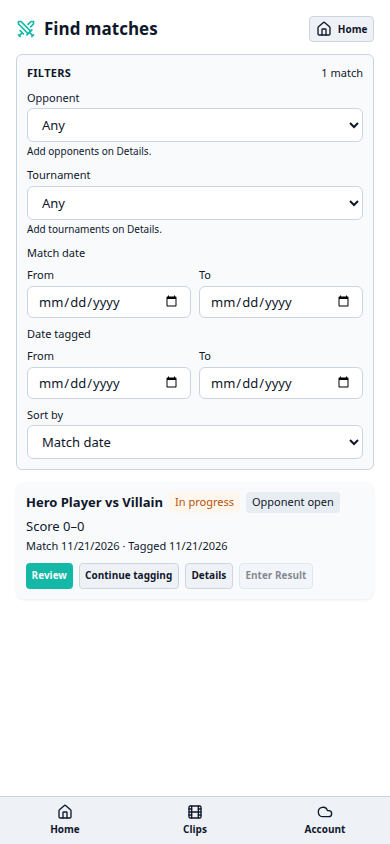 Find matches
Home
FILTERS
1 match
Opponent
Any
Add opponents on Details.
Tournament
Any
Add tournaments on Details.
Match date
From
To
mm/dd/yyyy
mm/dd/yyyy
Date tagged
From
To
mm/dd/yyyy
mm/dd/yyyy
Sort by
Match date
Hero Player vs Villain
In progress
Opponent open
Score 0–0
Match 11/21/2026 · Tagged 11/21/2026
Review
Continue tagging
Details
Enter Result
Home
Clips
Account